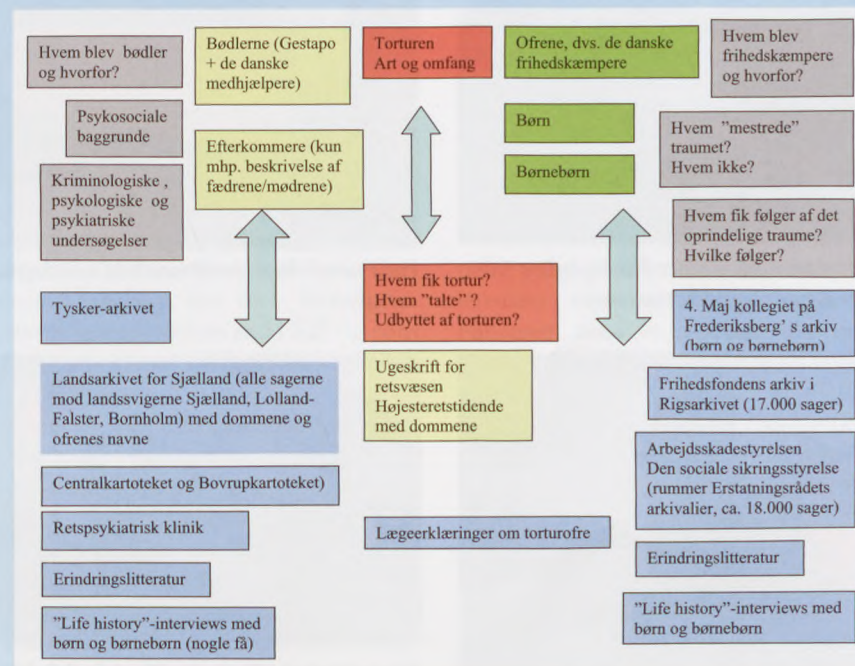 Hvem blev bødler
og hvorfor?
Psykosociale
baggrunde
Kriminologiske ,
psykologiske og
psykiatriske
undersøgelser
Bødlerne (Gestapo
+ de danske
medhjælpere)
Efterkommere (kun
mhp. beskrivelse af
fædrene/mødrene)
Torturen
Art og omfang
Ofrene, dvs. de danske
frihedskæmpere
Børn
Børnebørn
Hvem blev
frihedskæmpere
og hvorfor?
Hvem ”mestrede”
traumet?
Hvem ikke?
Hvem fik følger af det
oprindelige traume?
Hvilke følger?
Hvem fik tortur?
Hvem ”talte” ?
Udbyttet af torturen?
Ugeskrift for
retsvæsen
Højesteretstidende
med dommene
Tysker-arkivet
Landsarkivet for Sjælland (alle sagerne
mod landssvigerne Sjælland, Lolland-
Falster, Bornholm) med dommene og
ofrenes navne
Centralkartoteket og Bovrupkartoteket)
Retspsykiatrisk klinik
Erindringslitteratur
”Life history”-interviews med
børn og børnebørn (nogle få)
Lægeerklæringer om torturofre
4. Maj kollegiet på
Frederiksberg’ s arkiv
(børn og børnebørn)
Frihedsfondens arkiv i
Rigsarkivet (17.000 sager)
Arbejdsskadestyrelsen
Den sociale sikringsstyrelse
(rummer Erstatningsrådets
arkivalier, ca. 18.000 sager)
Erindringslitteratur
”Life history”-interviews med
børn og børnebørn